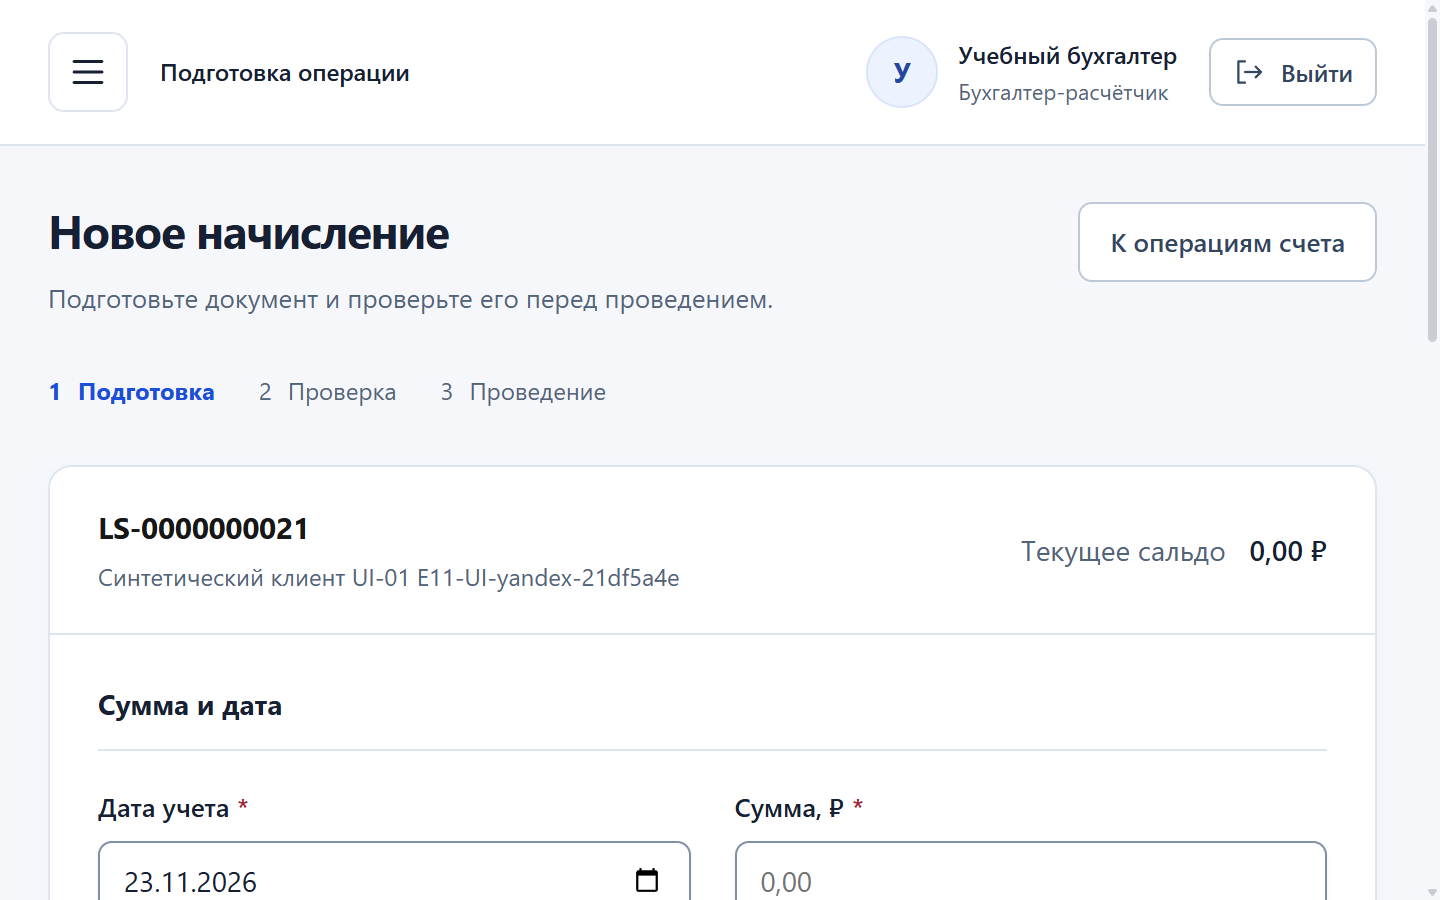 Подготовка операции
У
Учебный бухгалтер
Бухгалтер-расчётчик
Выйти
Новое начисление
К операциям счета
Подготовьте документ и проверьте его перед проведением.
1 Подготовка 2 Проверка 3 Проведение
LS-0000000021
Синтетический клиент UI-01 E11-UI-yandex-21df5a4e
Текущее сальдо 0,00 ₽
Сумма и дата
Дата учета * Сумма, ₽ *
23.11.2026 0,00